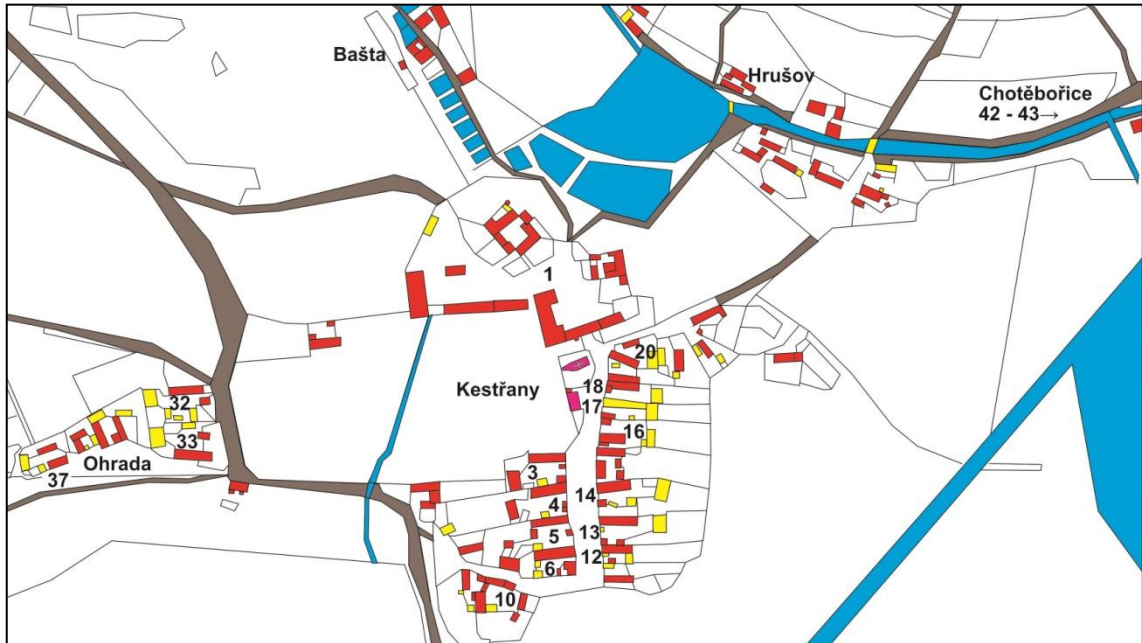 Bašta
Hrušov
Chotěbořice
42 - 43→
1
20
Kestřany
18
17
32
16
33
Ohrada
37
3
14
4
13
5
12
6
10